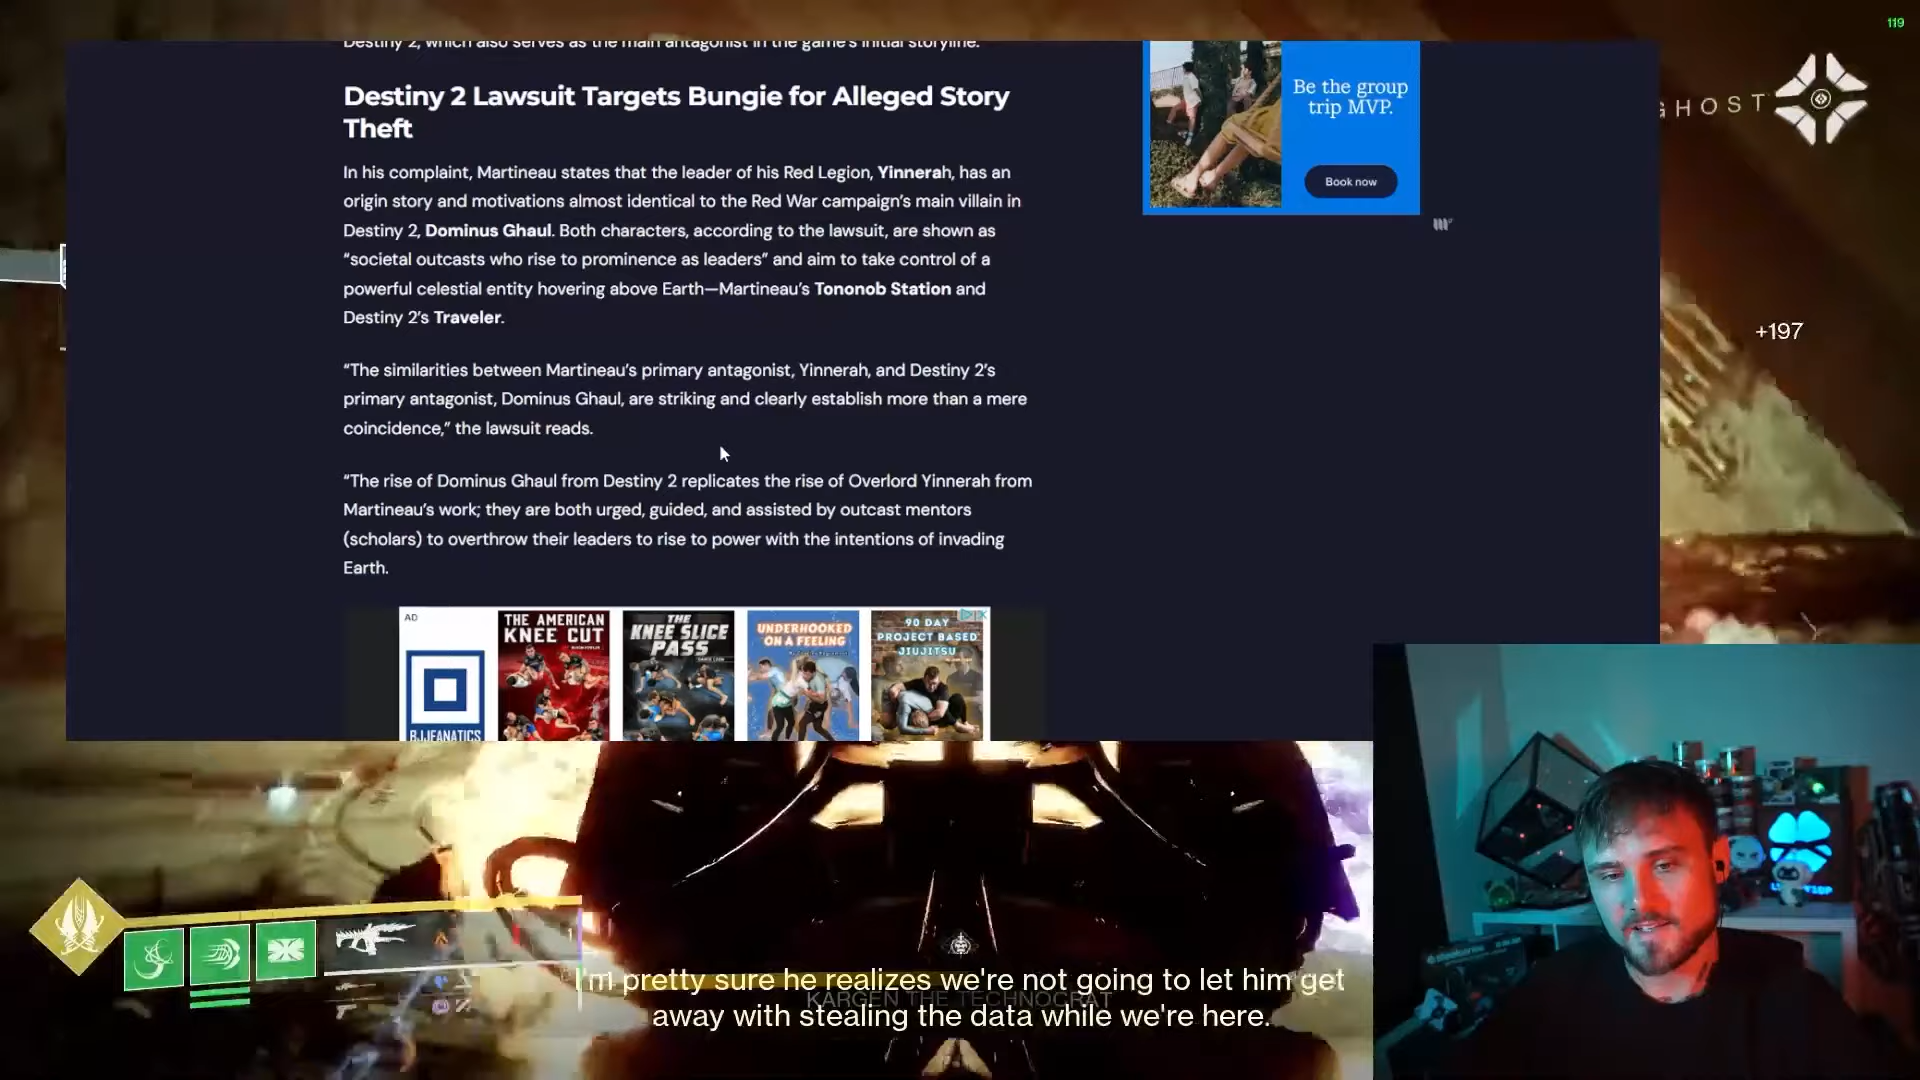 119
Destiny 2, which also serves as the main antagonist in the game's initial storyline.
Destiny 2 Lawsuit Targets Bungie for Alleged Story
Theft
In his complaint, Martineau states that the leader of his Red Legion, Yinnerah, has an
origin story and motivations almost identical to the Red War campaign's main villain in
Destiny 2, Dominus Ghaul. Both characters, according to the lawsuit, are shown as
“societal outcasts who rise to prominence as leaders” and aim to take control of a
powerful celestial entity hovering above Earth—Martineau's Tononob Station and
Destiny 2's Traveler.
“The similarities between Martineau's primary antagonist, Yinnerah, and Destiny 2's
primary antagonist, Dominus Ghaul, are striking and clearly establish more than a mere
coincidence,” the lawsuit reads.
“The rise of Dominus Ghaul from Destiny 2 replicates the rise of Overlord Yinnerah from
Martineau's work; they are both urged, guided, and assisted by outcast mentors
(scholars) to overthrow their leaders to rise to power with the intentions of invading
Earth.
Be the group
trip MVP.
Book now
GHOST
+197
AD
BJJFANATICS
THE AMERICAN
KNEE CUT
THE
KNEE SLICE
PASS
UNDERHOOKED
ON A FEELING
90 DAY
PROJECT BASED
JIUJITSU
I'm pretty sure he realizes we're not going to let him get
KARGEN THE TECHNOCRAT
away with stealing the data while we're here.